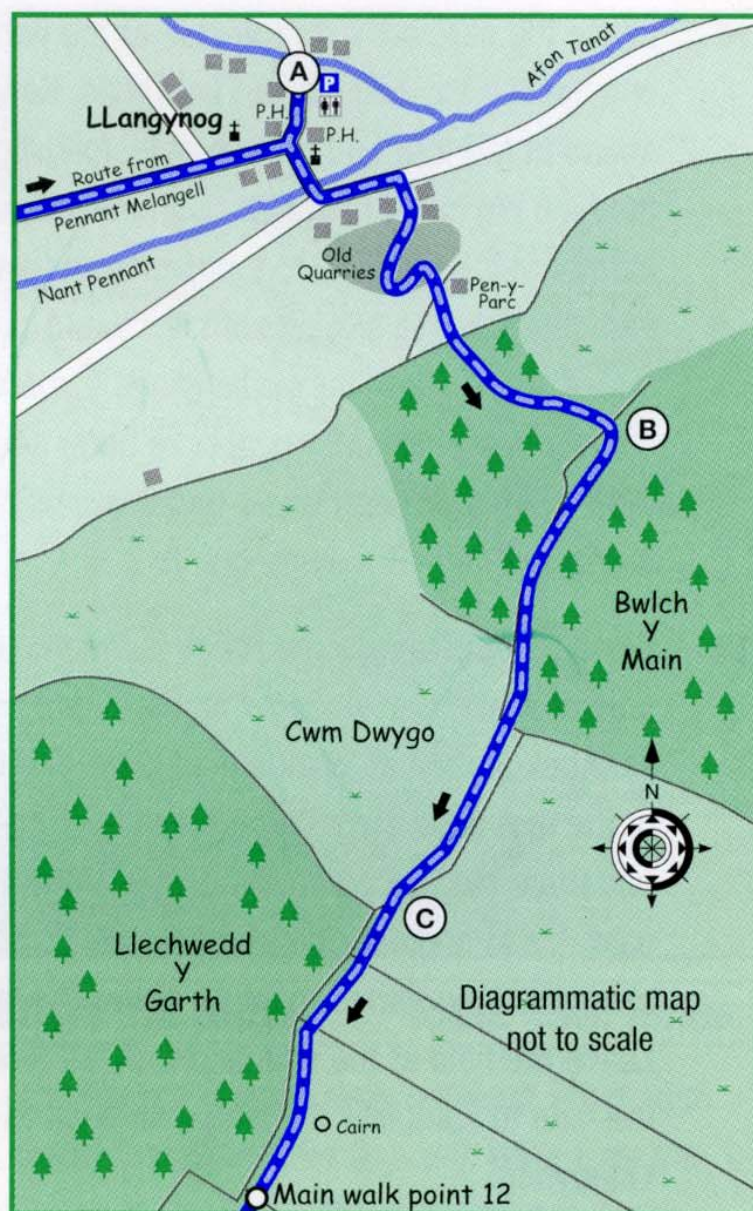 A
P
P.H.
LLangynog
P.H.
Afon Tanat
Route from
Pennant Melangell
Nant Pennant
Old
Quarries
Pen-y-
Parc
B
Bwlch
Y
Main
Cwm Dwygo
N
C
Llechwedd
Y
Garth
Diagrammatic map
not to scale
Cairn
Main walk point 12